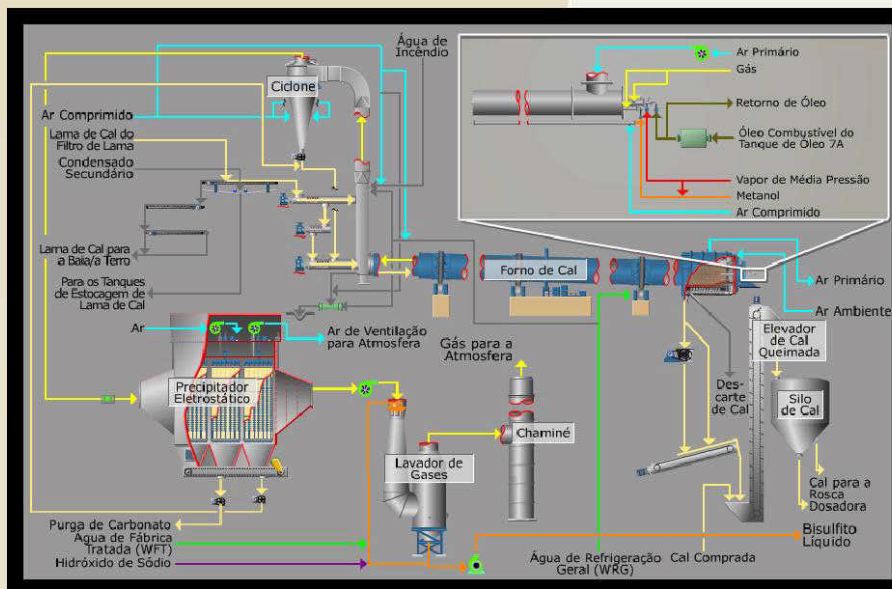 Água de
Incêndio
Ciclone
Ar Comprimido
Lama de Cal do
Filtro de Lama
Condensado
Secundário
Lama de Cal para
a Baia/a Terro
Para os Tanques
de Estocagem de
Lama de Cal
Ar Primário
Gás
Retorno de Óleo
Óleo Combustível do
Tanque de Óleo 7A
Vapor de Média Pressão
Metanol
Ar Comprimido
Forno de Cal
Ar Primário
Ar Ambiente
Ar
Ar de Ventilação
para Atmosfera
Gás para a
Atmosfera
Elevador
de Cal
Queimada
Precipitador
Eletrostático
Chaminé
Des-
carte
de Cal
Silo
de Cal
Lavador de
Gases
Cal para a
Rosca
Dosadora
Purga de Carbonato
Agua de Fábrica
Tratada (WFT)
Hidróxido de Sódio
Água de Refrigeração
Geral (WRG)
Cal Comprada
Bisulfito
Líquido